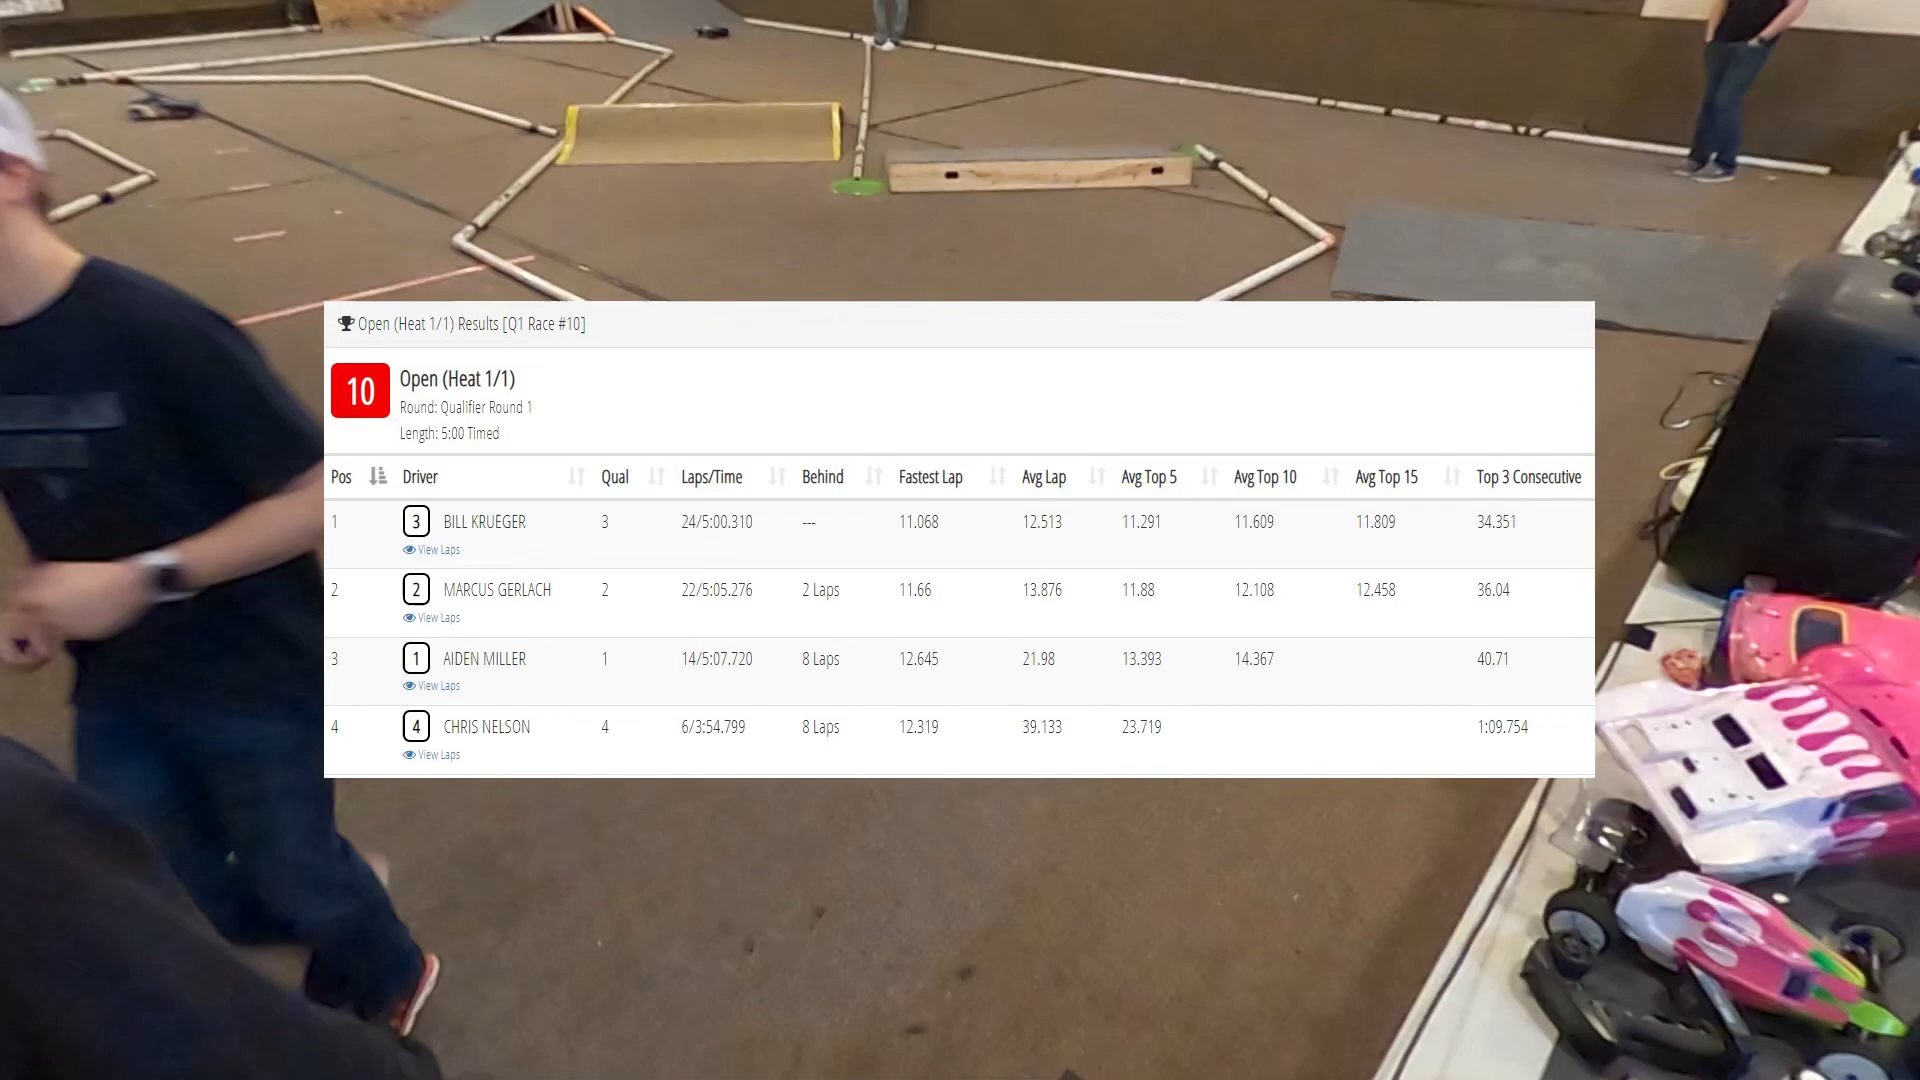 Open (Heat 1/1) Results [Q1 Race #10]
10
Open (Heat 1/1)
Round: Qualifier Round 1
Length: 5:00 Timed
Pos Driver Qual Laps/Time Behind Fastest Lap Avg Lap Avg Top 5 Avg Top 10 Avg Top 15 Top 3 Consecutive
1 3 BILL KRUEGER 3 24/5:00.310 --- 11.068 12.513 11.291 11.609 11.809 34.351
View Laps
2 2 MARCUS GERLACH 2 22/5:05.276 2 Laps 11.66 13.876 11.88 12.108 12.458 36.04
View Laps
3 1 AIDEN MILLER 1 14/5:07.720 8 Laps 12.645 21.98 13.393 14.367 40.71
View Laps
4 4 CHRIS NELSON 4 6/3:54.799 8 Laps 12.319 39.133 23.719 1:09.754
View Laps